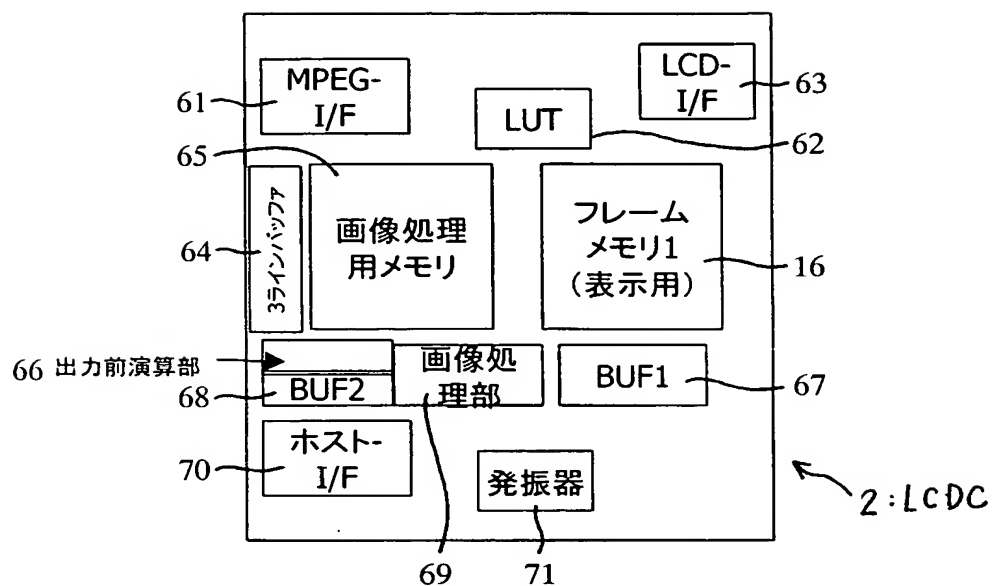 MPEG-
I/F
61
LCD-
I/F
63
LUT
62
65
64
3ラインバッファ
画像処理
用メモリ
フレーム
メモリ1
(表示用)
16
66 出力前演算部
68
BUF2
画像処
理部
BUF1
67
70
ホスト-
I/F
発振器
2:LCDC
69
71